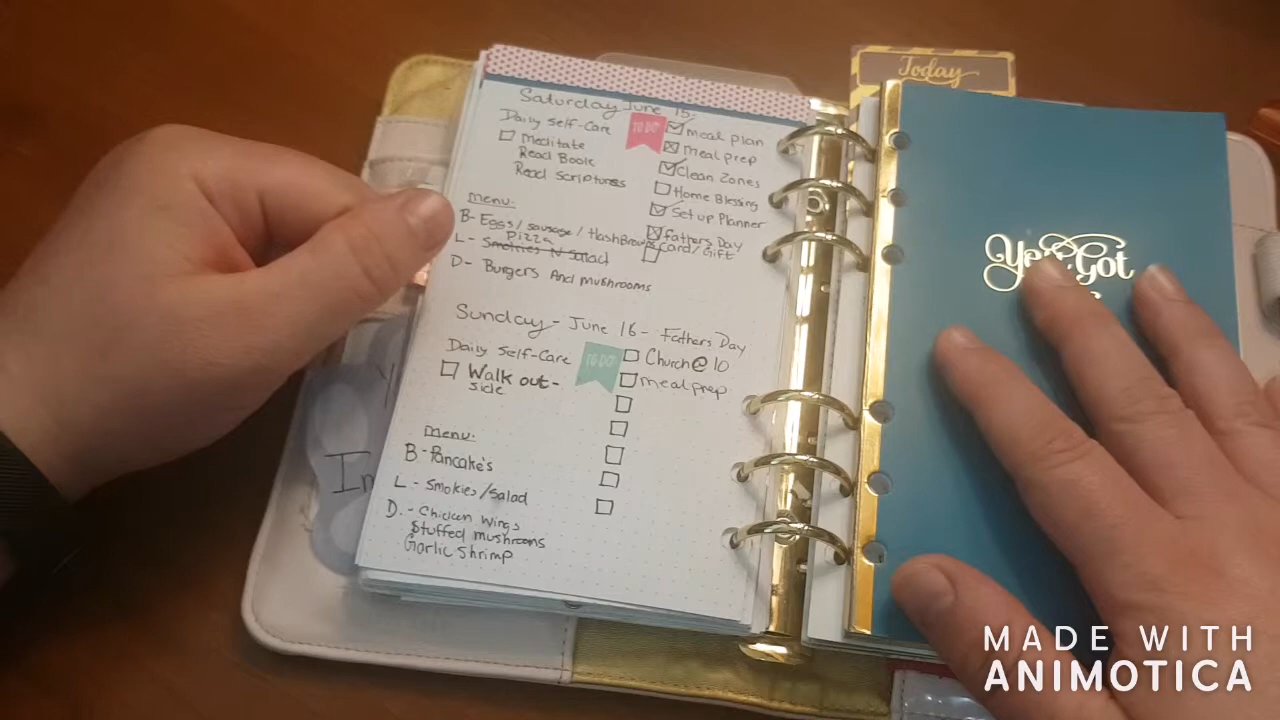 Today
Saturday June 15.
Daily Self-Care
Meditate
Read Book
Read Scriptures
TO DO
Meal plan
Meal prep
Clean Zones
Home Blessing
Set up Planner
Fathers Day
Card/Gift
Menu:
B-Eggs/sausage/HashBrowns
Pizza
L- Smokies N Salad
D- Burgers And mushrooms
Sunday- June 16- Fathers Day
Daily Self-Care
Walk out-
side
TO DO
Church@10
Meal prep
Menu:
B-Pancake's
L-Smokies/salad
D.-Chicken Wings
Stuffed mushrooms
Garlic Shrimp
Got
MADE WITH
ANIMOTICA